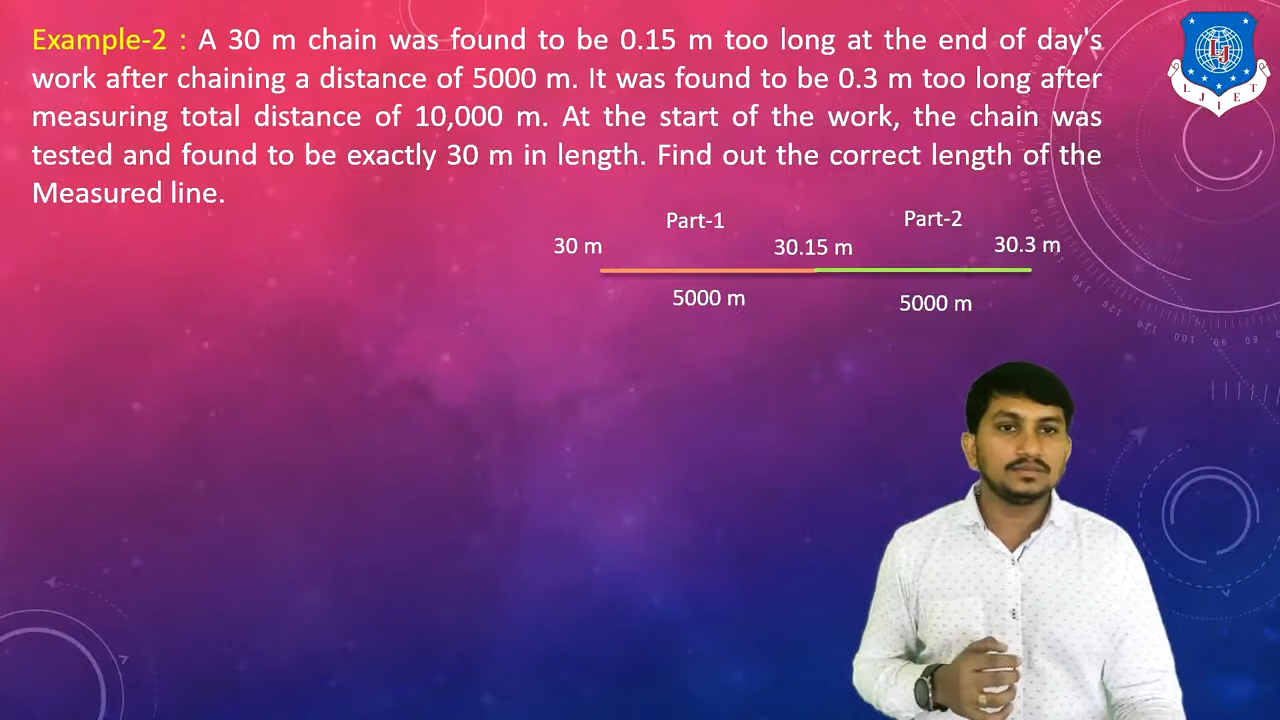 Example-2 : A 30 m chain was found to be 0.15 m too long at the end of day's
work after chaining a distance of 5000 m. It was found to be 0.3 m too long after
measuring total distance of 10,000 m. At the start of the work, the chain was
tested and found to be exactly 30 m in length. Find out the correct length of the
Measured line.
Part-1
Part-2
30 m
30.15 m
30.3 m
5000 m
5000 m
LJ
LJIET